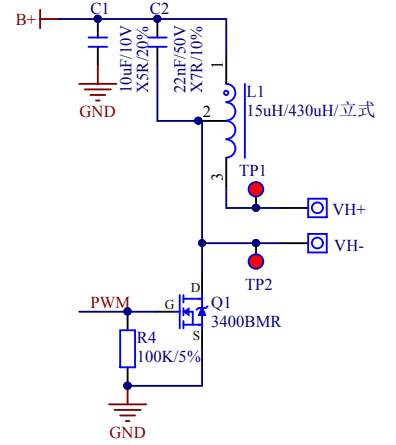 B+
C1
C2
10uF/10V
X5R/20%
22nF/50V
X7R/10%
GND
1
2
3
L1
15uH/430uH/立式
TP1
VH+
VH-
TP2
PWM
D
G
S
Q1
3400BMR
R4
100K/5%
GND